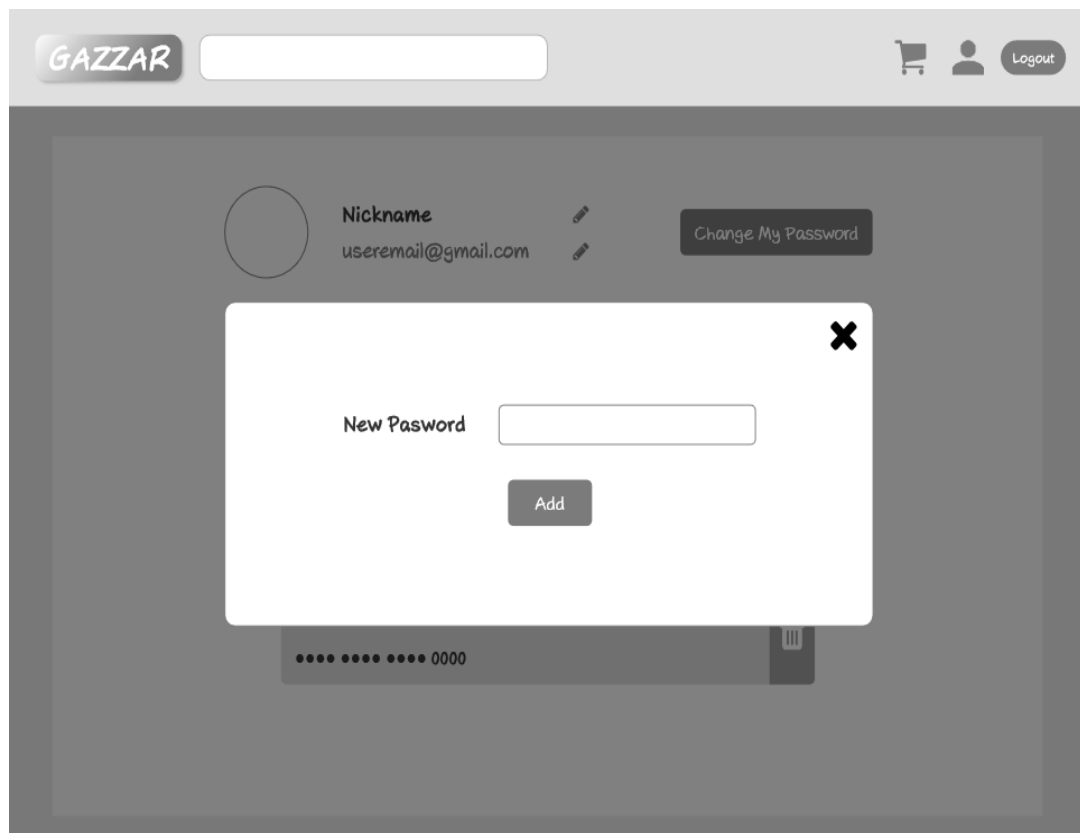 GAZZAR
Logout
Nickname
useremail@gmail.com
Change My Password
New Pasword
Add
•••• •••• •••• 0000